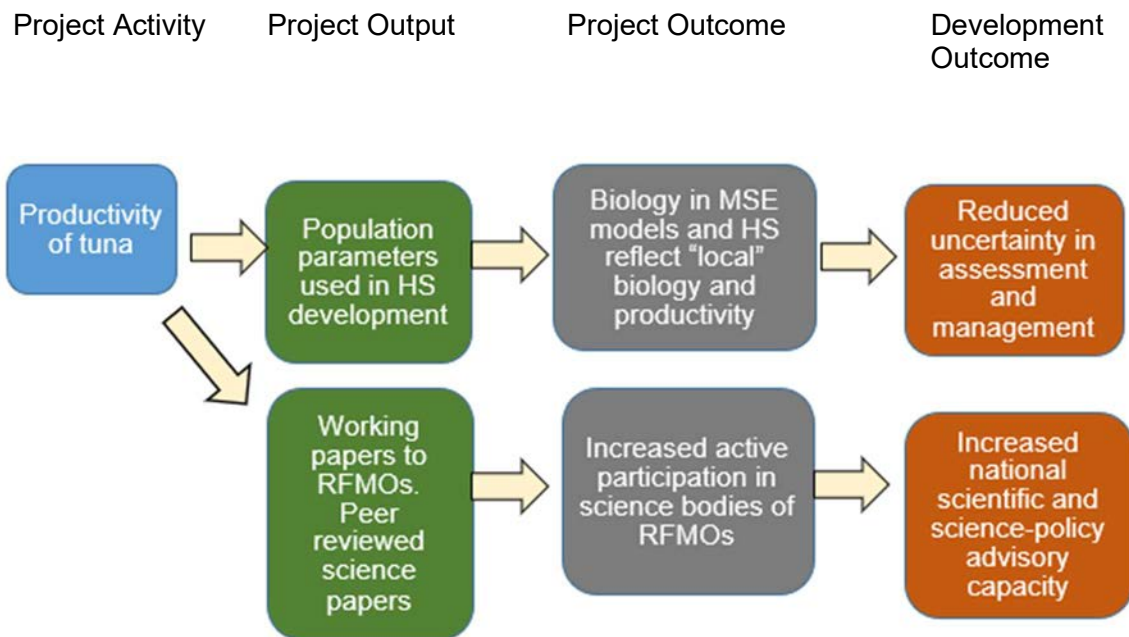 Project Activity
Project Output
Project Outcome
Development
Outcome
Productivity
of tuna
Population
parameters
used in HS
development
Biology in MSE
models and HS
reflect “local”
biology and
productivity
Reduced
uncertainty in
assessment
and
management
Working
papers to
RFMOs.
Peer
reviewed
science
papers
Increased active
participation in
science bodies of
RFMOs
Increased
national
scientific and
science-policy
advisory
capacity